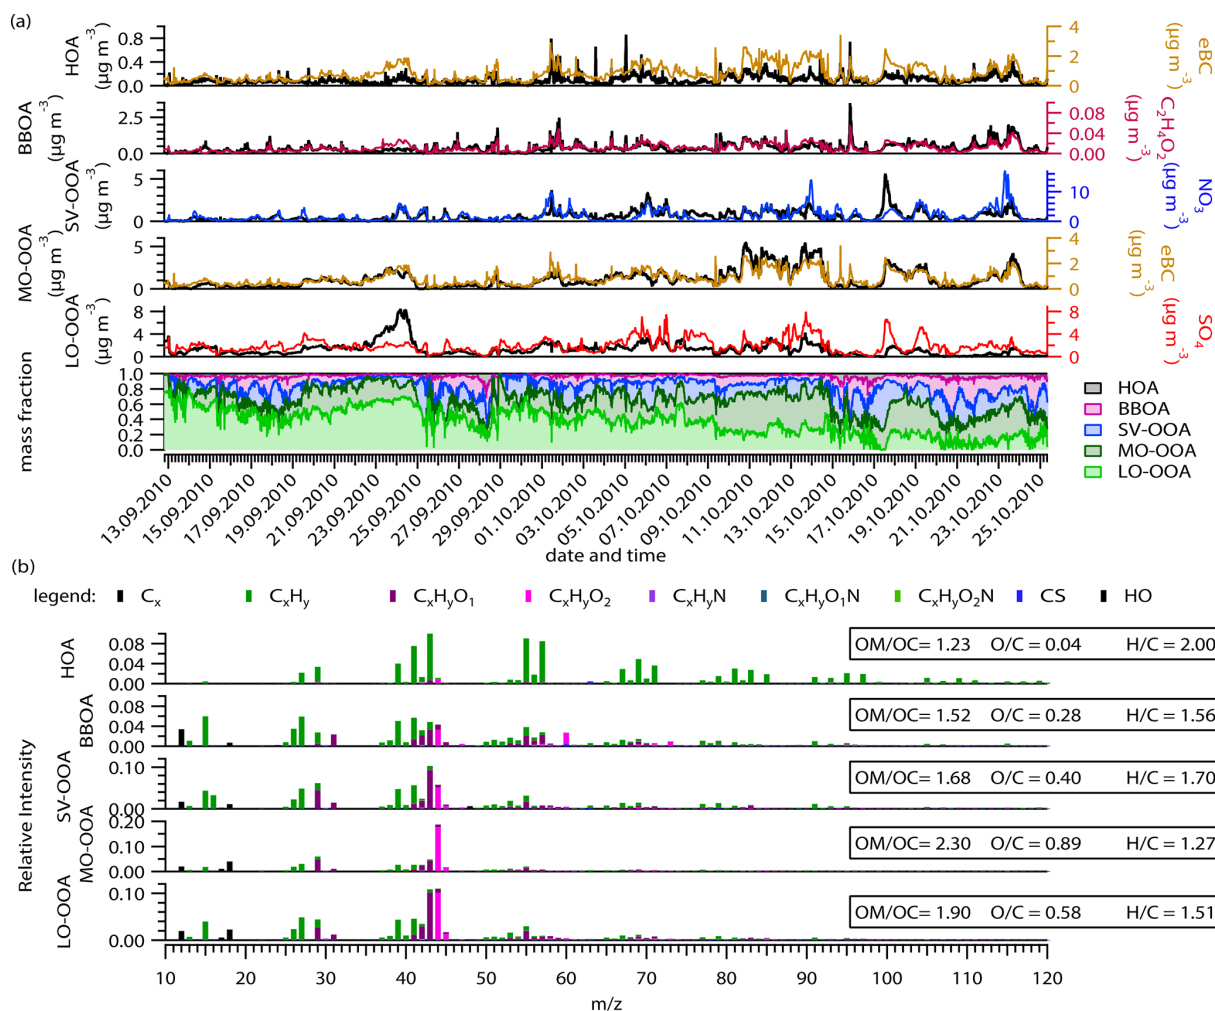 (a)
HOA
(µg m⁻³)
0.8
0.4
0.0
4
2
0
eBC
(µg m⁻³)
BBOA
(µg m⁻³)
2.5
0.0
0.08
0.04
0.00
C₂H₄O₂
(µg m⁻³)
SV-OOA
(µg m⁻³)
5
0
10
0
NO₃
(µg m⁻³)
MO-OOA
(µg m⁻³)
5
0
4
2
0
eBC
(µg m⁻³)
LO-OOA
(µg m⁻³)
8
4
0
8
4
0
SO₄
(µg m⁻³)
mass fraction
1.0
0.8
0.6
0.4
0.2
0.0
HOA
BBOA
SV-OOA
MO-OOA
LO-OOA
13.09.2010
15.09.2010
17.09.2010
19.09.2010
21.09.2010
23.09.2010
25.09.2010
27.09.2010
29.09.2010
01.10.2010
03.10.2010
05.10.2010
07.10.2010
09.10.2010
11.10.2010
13.10.2010
15.10.2010
17.10.2010
19.10.2010
21.10.2010
23.10.2010
25.10.2010
date and time
(b)
legend: Cₓ CₓHᵧ CₓHᵧO₁ CₓHᵧO₂ CₓHᵧN CₓHᵧO₁N CₓHᵧO₂N CS HO
Relative Intensity
HOA
0.08
0.04
0.00
OM/OC= 1.23 O/C = 0.04 H/C = 2.00
BBOA
0.08
0.04
0.00
OM/OC= 1.52 O/C = 0.28 H/C = 1.56
SV-OOA
0.10
0.00
OM/OC= 1.68 O/C = 0.40 H/C = 1.70
MO-OOA
0.20
0.10
0.00
OM/OC= 2.30 O/C = 0.89 H/C = 1.27
LO-OOA
0.10
0.00
OM/OC= 1.90 O/C = 0.58 H/C = 1.51
10 20 30 40 50 60 70 80 90 100 110 120
m/z